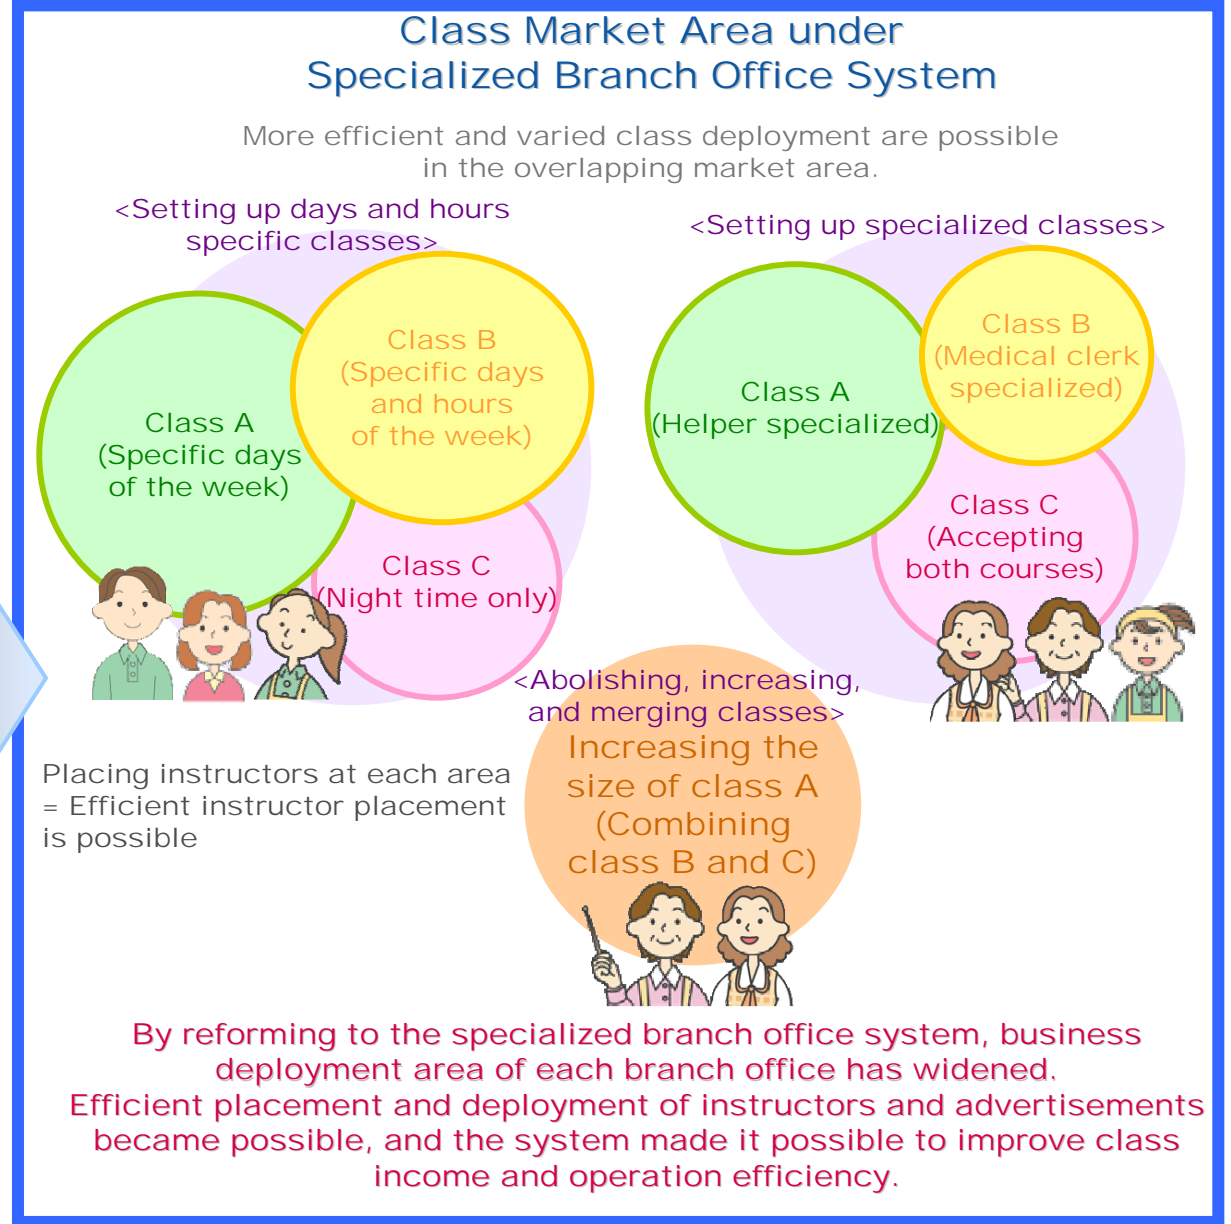 Class Market Area under
Specialized Branch Office System
More efficient and varied class deployment are possible
in the overlapping market area.
<Setting up days and hours
specific classes>
Class A
(Specific days
of the week)
Class B
(Specific days
and hours
of the week)
Class C
(Night time only)
<Setting up specialized classes>
Class A
(Helper specialized)
Class B
(Medical clerk
specialized)
Class C
(Accepting
both courses)
Placing instructors at each area
= Efficient instructor placement
is possible
<Abolishing, increasing,
and merging classes>
Increasing the
size of class A
(Combining
class B and C)
By reforming to the specialized branch office system, business
deployment area of each branch office has widened.
Efficient placement and deployment of instructors and advertisements
became possible, and the system made it possible to improve class
income and operation efficiency.